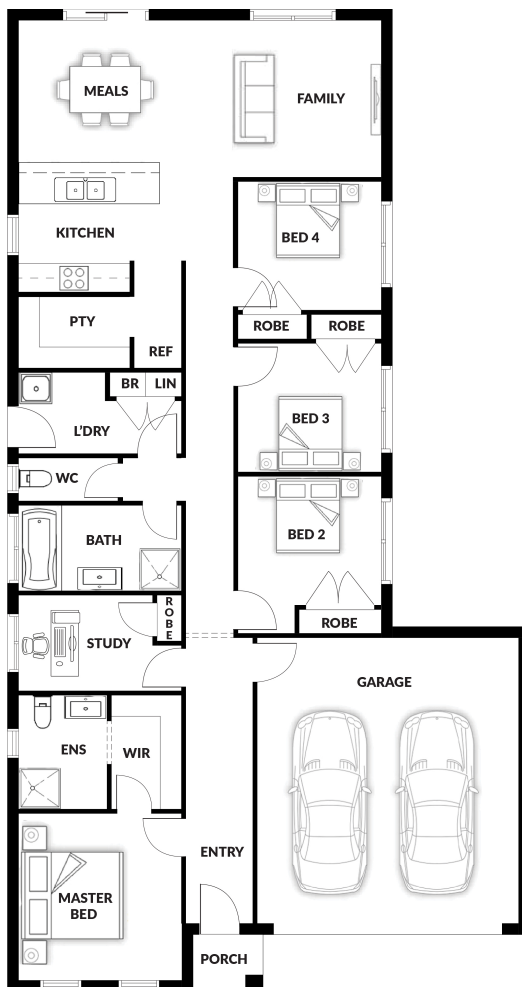 MEALS
FAMILY
KITCHEN
BED 4
PTY
ROBE
ROBE
REF
BR
LIN
L'DRY
BED 3
WC
BATH
BED 2
ROBE
ROBE
STUDY
GARAGE
ENS
WIR
ENTRY
MASTER
BED
PORCH